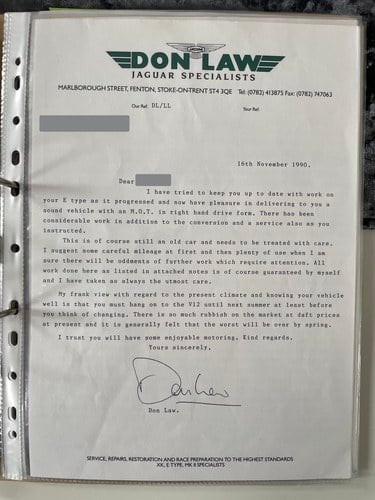 DON LAW
JAGUAR SPECIALISTS
MARLBOROUGH STREET, FENTON, STOKE-ON-TRENT ST4 3QE Tel: (0782) 413875 Fax: (0782) 747063
Our Ref. DL/LL Your Ref.
16th November 1990.
Dear
I have tried to keep you up to date with work on
your E type as it progressed and now have pleasure in delivering to you a
sound vehicle with an M.O.T. in right hand drive form. There has been
considerable work in addition to the conversion and a service also as you
instructed.
This is of course still an old car and needs to be treated with care.
I suggest some careful mileage at first and then plenty of use when I am
sure there will be oddments of further work which require attention. All
work done here as listed in attached notes is of course guaranteed by myself
and I have taken as always the utmost care.
My frank view with regard to the present climate and knowing your vehicle
well is that you must hang on to the V12 until next summer at least before
you think of changing. There is so much rubbish on the market at daft prices
at present and it is generally felt that the worst will be over by spring.
I trust you will have some enjoyable motoring. Kind regards.
Yours sincerely,
Don Law
Don Law.
SERVICE, REPAIRS, RESTORATION AND RACE PREPARATION TO THE HIGHEST STANDARDS
XK, E TYPE, MK II SPECIALISTS